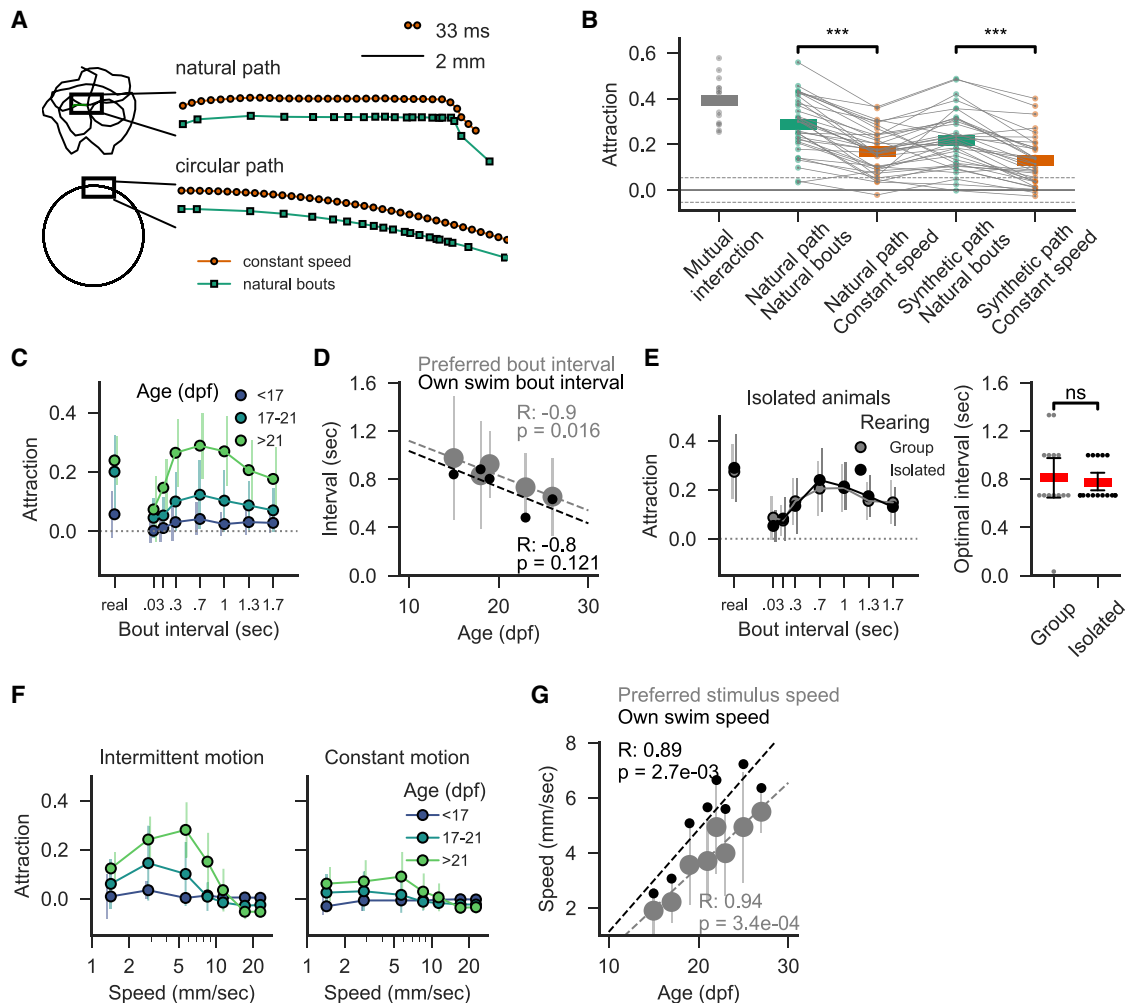 A
33 ms
2 mm
natural path
circular path
constant speed
natural bouts
B
***
***
0.6
0.4
0.2
0.0
Attraction
Mutual
interaction
Natural path
Natural bouts
Natural path
Constant speed
Synthetic path
Natural bouts
Synthetic path
Constant speed
C
Age (dpf)
<17
17-21
>21
0.4
0.2
0.0
Attraction
real
.03
.3
.7
1
1.3
1.7
Bout interval (sec)
D
Preferred bout interval
Own swim bout interval
1.6
1.2
0.8
0.4
0.0
Interval (sec)
R: -0.9
p = 0.016
R: -0.8
p = 0.121
10
20
30
Age (dpf)
E
Isolated animals
Rearing
Group
Isolated
0.4
0.2
0.0
Attraction
real
.03
.3
.7
1
1.3
1.7
Bout interval (sec)
ns
1.6
1.2
0.8
0.4
0.0
Optimal interval (sec)
Group
Isolated
F
Intermittent motion
0.4
0.2
0.0
Attraction
1
2
5
10
20
Speed (mm/sec)
Constant motion
Age (dpf)
<17
17-21
>21
1
2
5
10
20
Speed (mm/sec)
G
Preferred stimulus speed
Own swim speed
R: 0.89
p = 2.7e-03
R: 0.94
p = 3.4e-04
8
6
4
2
Speed (mm/sec)
10
20
30
Age (dpf)